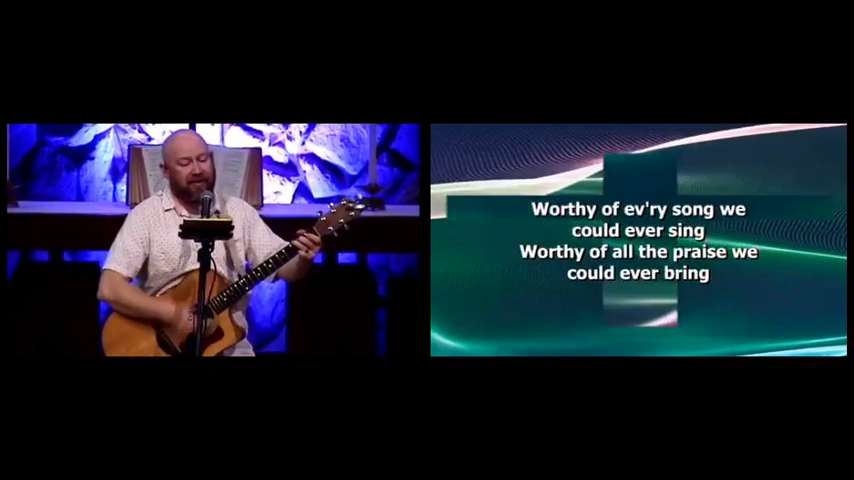 Worthy of ev'ry song we
could ever sing
Worthy of all the praise we
could ever bring